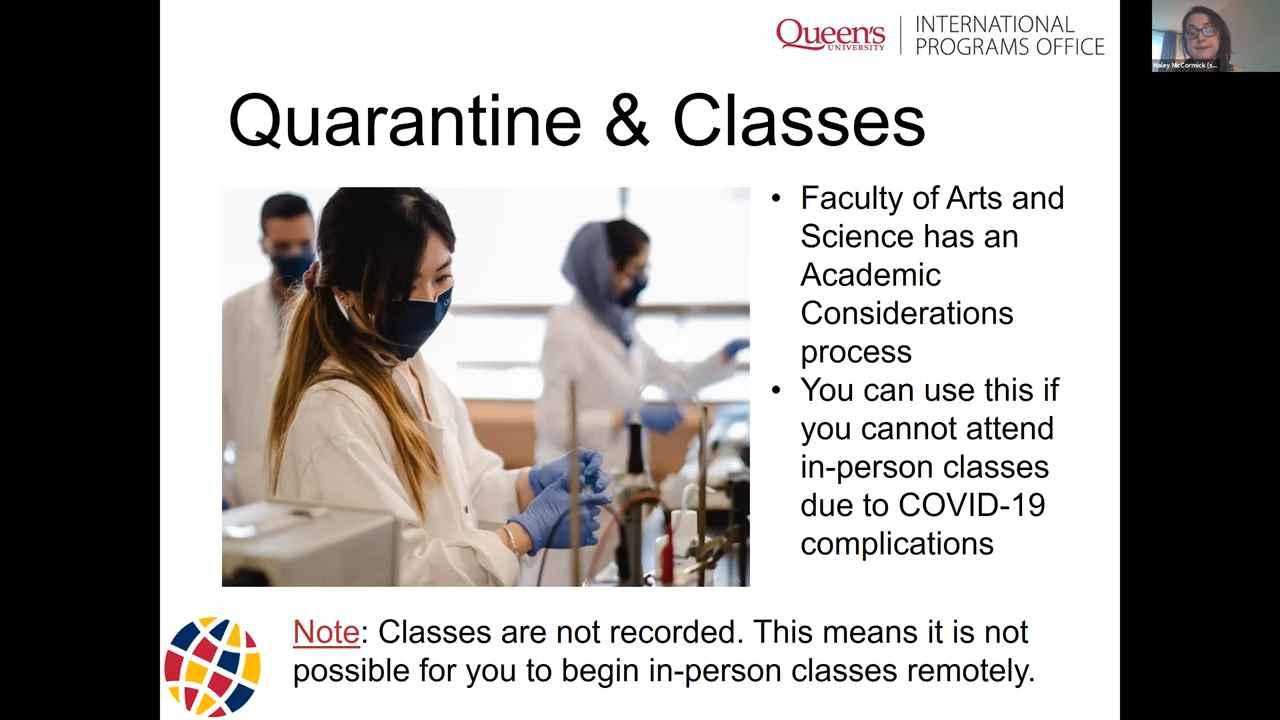 Queen's
UNIVERSITY
INTERNATIONAL
PROGRAMS OFFICE
Haley McCormick (s...
Quarantine & Classes
• Faculty of Arts and
Science has an
Academic
Considerations
process
• You can use this if
you cannot attend
in-person classes
due to COVID-19
complications
Note: Classes are not recorded. This means it is not
possible for you to begin in-person classes remotely.